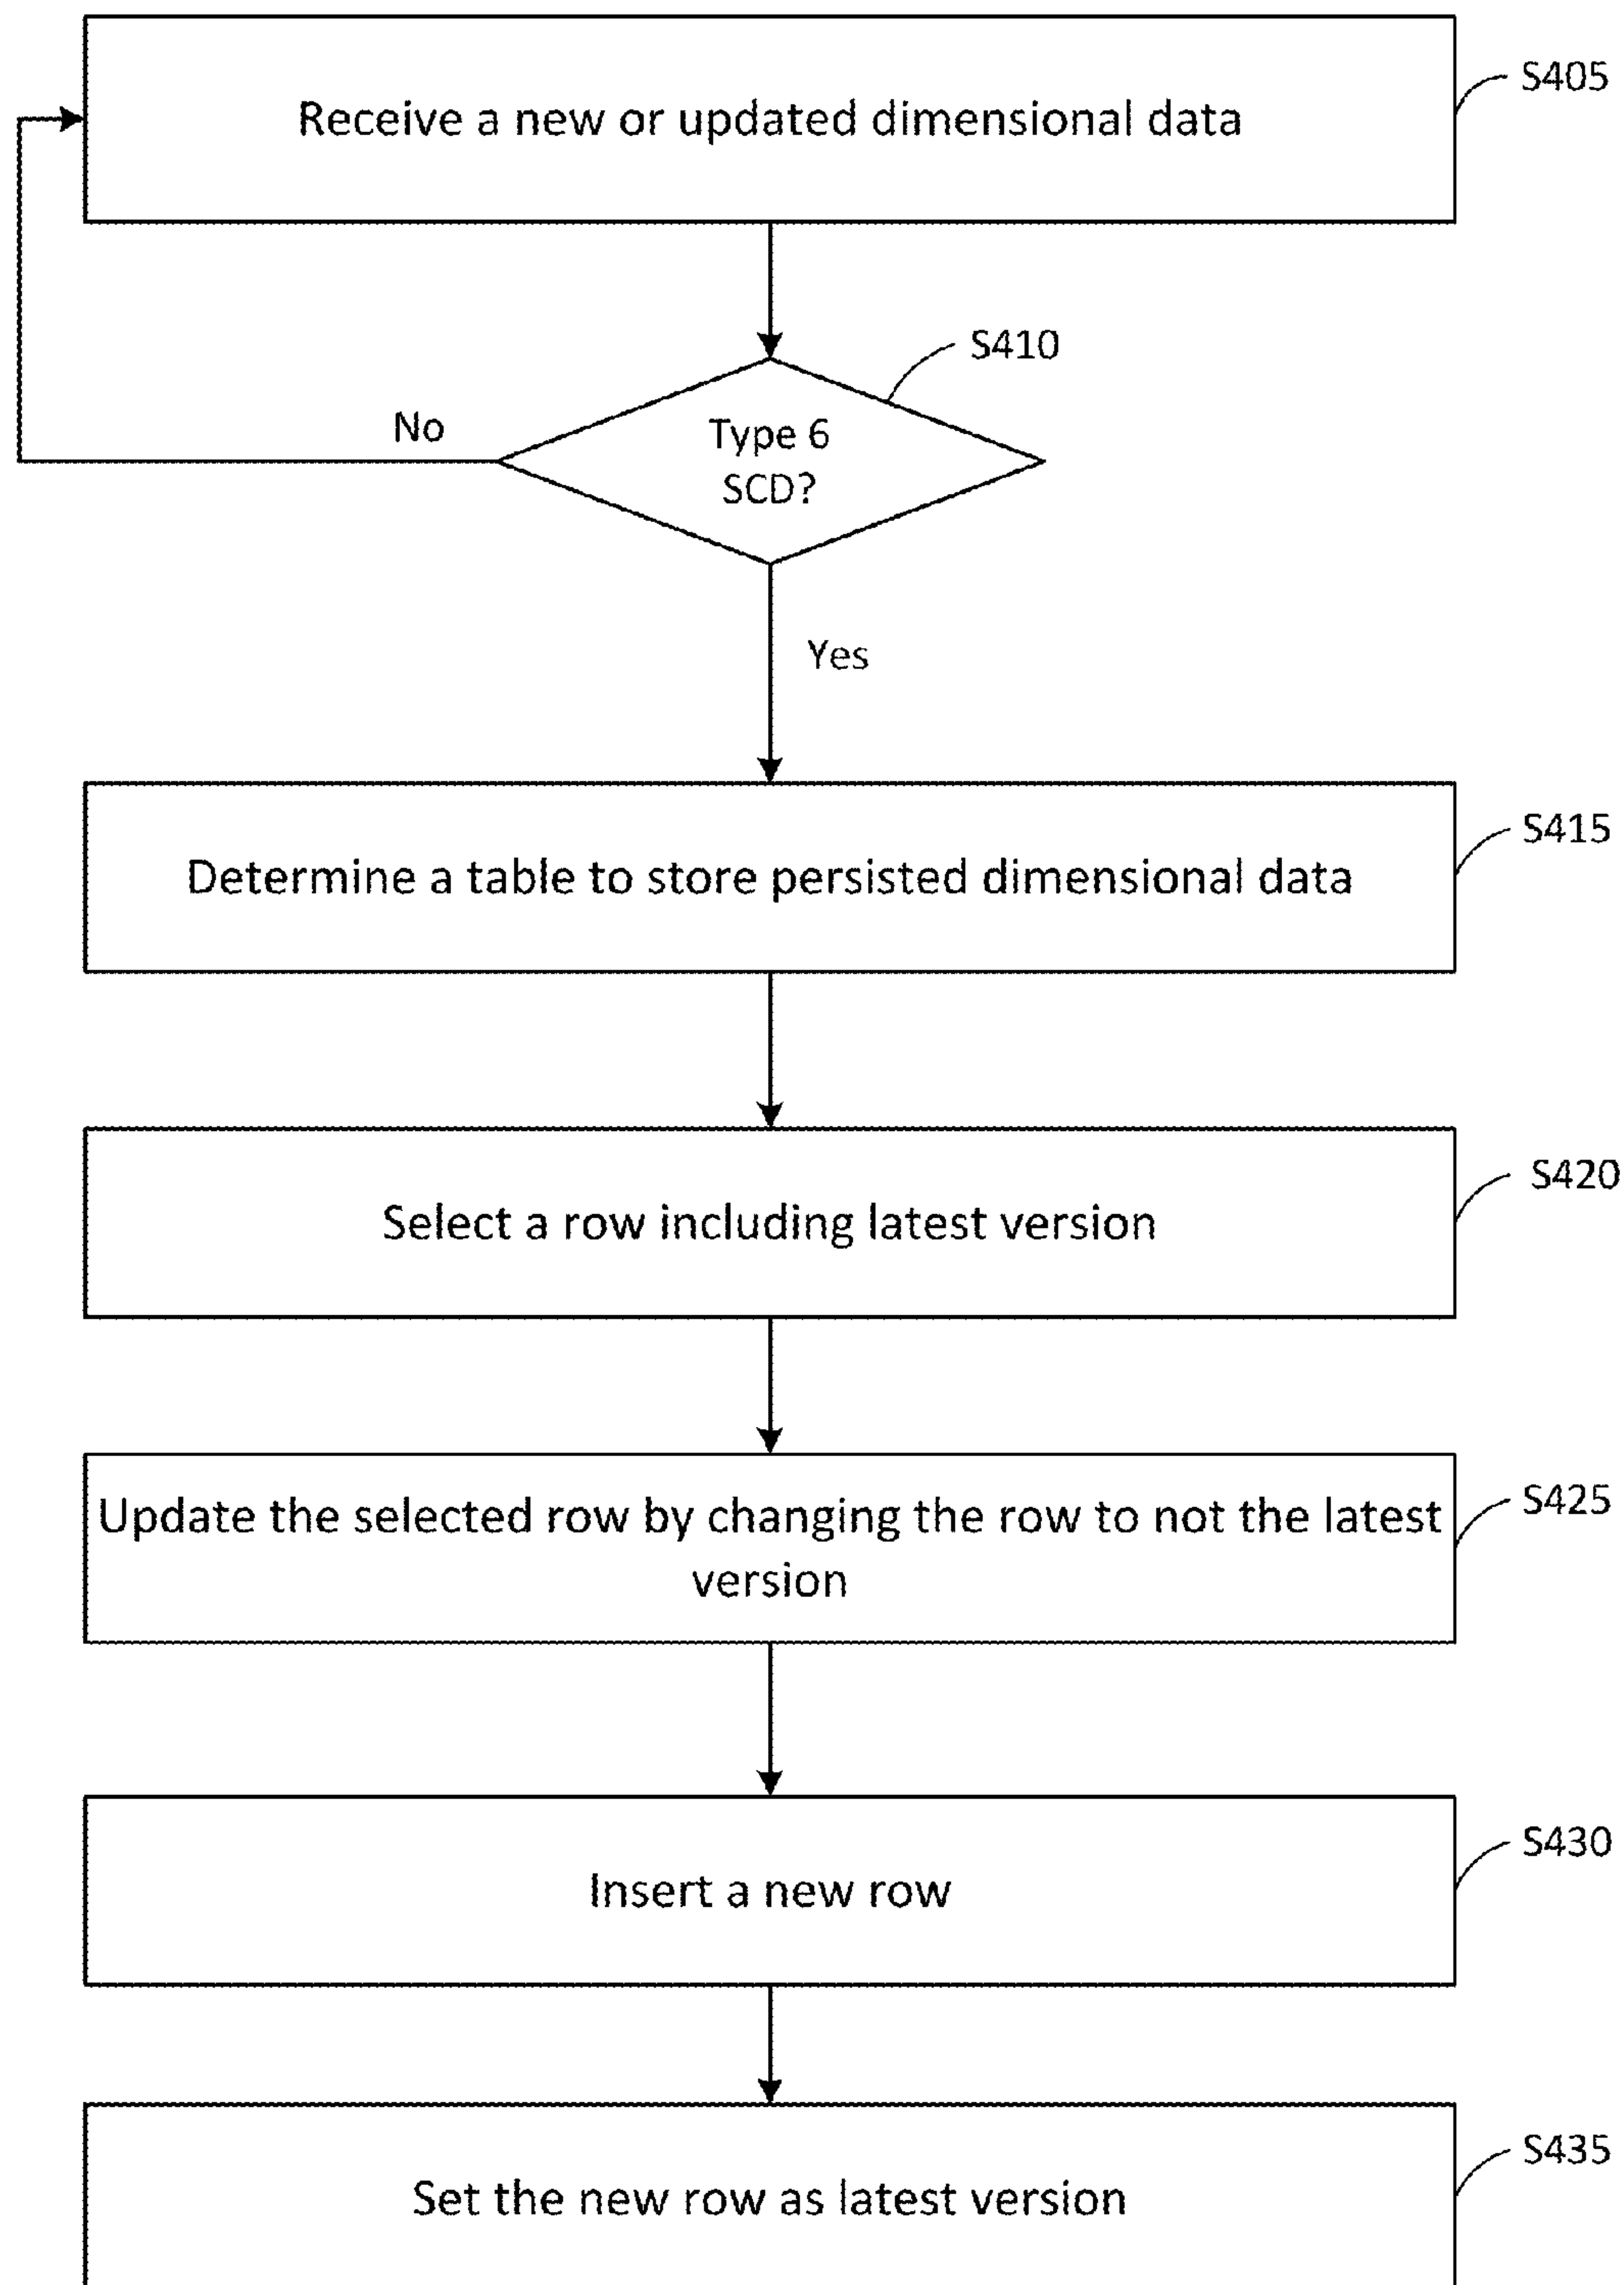 Receive a new or updated dimensional data
S405
S410
Type 6
SCD?
No
Yes
Determine a table to store persisted dimensional data
S415
Select a row including latest version
S420
Update the selected row by changing the row to not the latest
version
S425
Insert a new row
S430
Set the new row as latest version
S435